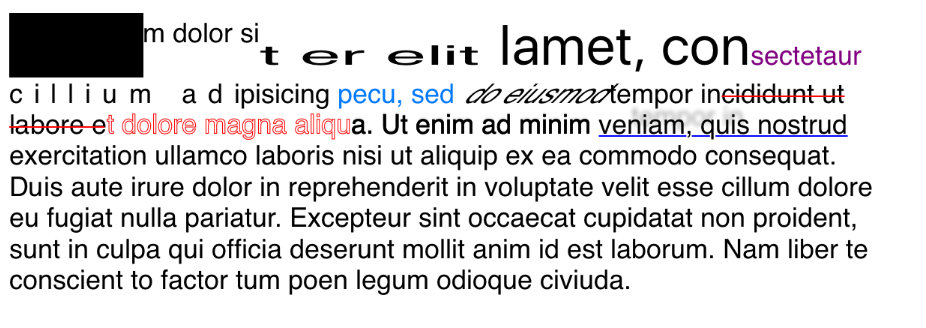 m dolor sit er elit lamet, consectetaur
cillium adipisicing pecu, sed do eiusmod tempor incididunt ut
labore et dolore magna aliqua. Ut enim ad minim veniam, quis nostrud
exercitation ullamco laboris nisi ut aliquip ex ea commodo consequat.
Duis aute irure dolor in reprehenderit in voluptate velit esse cillum dolore
eu fugiat nulla pariatur. Excepteur sint occaecat cupidatat non proident,
sunt in culpa qui officia deserunt mollit anim id est laborum. Nam liber te
conscient to factor tum poen legum odioque civiuda.